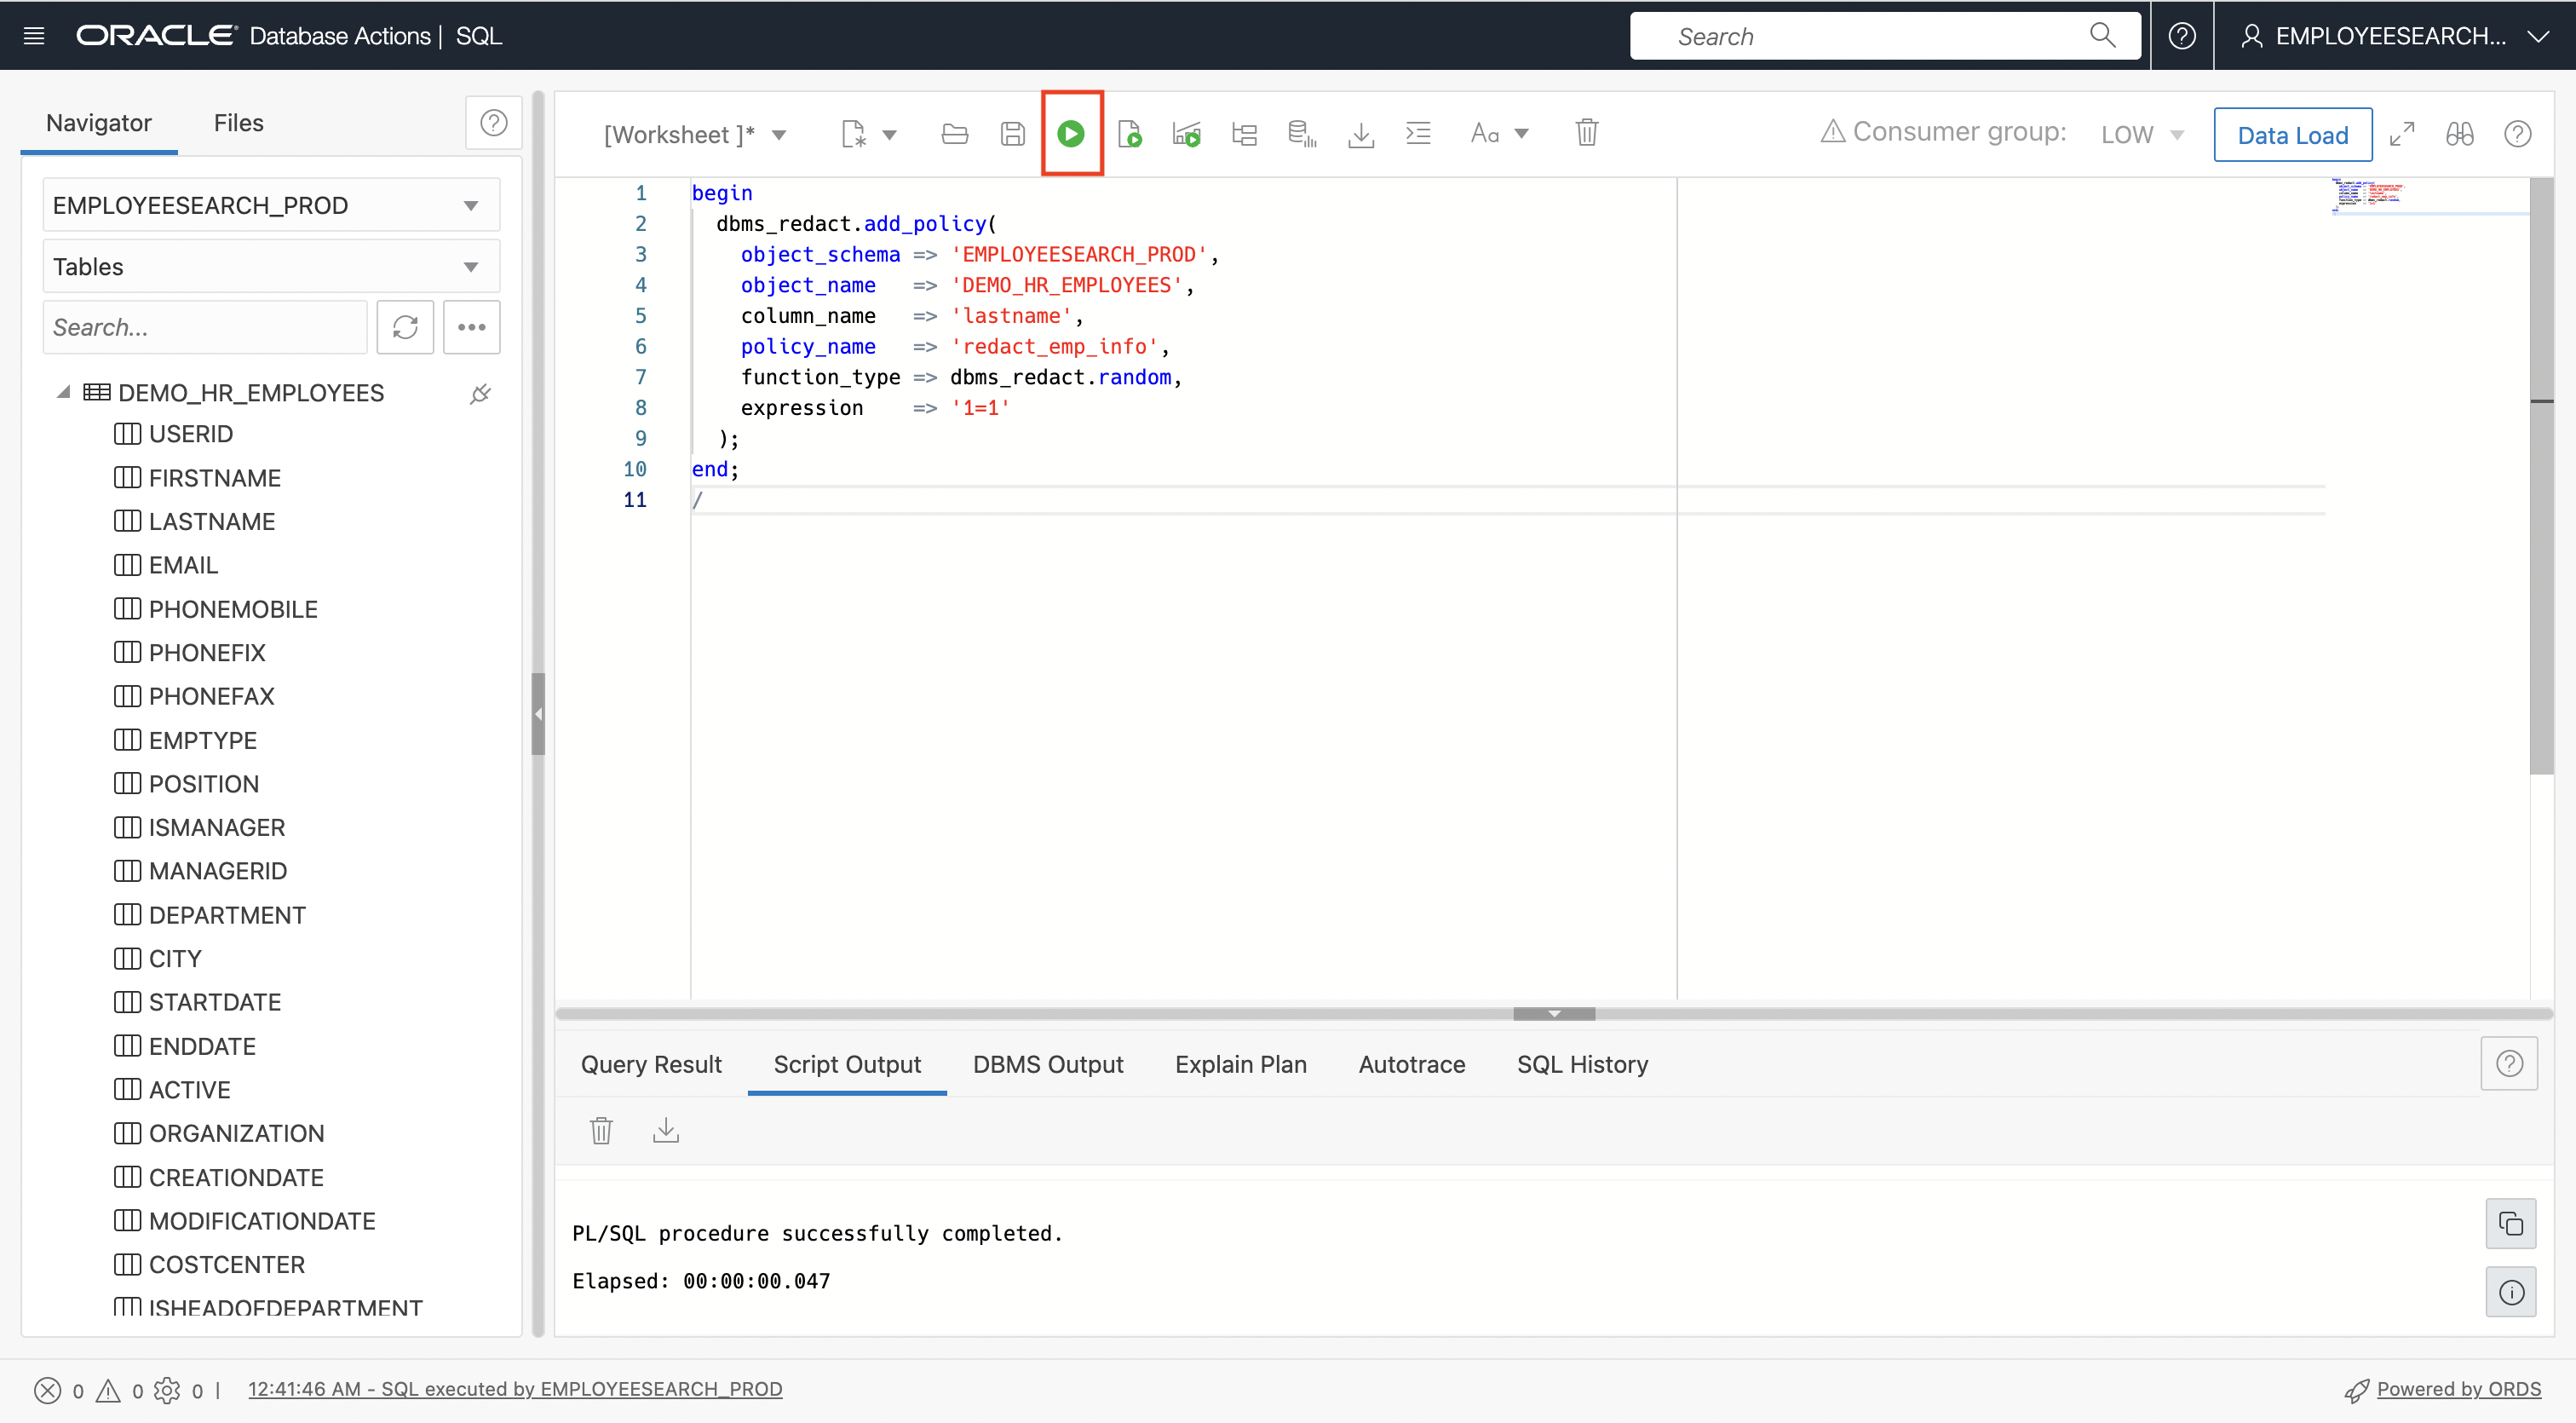 ORACLE Database Actions | SQL
Search
EMPLOYEESEARCH...
Navigator
Files
EMPLOYEESEARCH_PROD
Tables
Search...
DEMO_HR_EMPLOYEES
USERID
FIRSTNAME
LASTNAME
EMAIL
PHONEMOBILE
PHONEFIX
PHONEFAX
EMPTYPE
POSITION
ISMANAGER
MANAGERID
DEPARTMENT
CITY
STARTDATE
ENDDATE
ACTIVE
ORGANIZATION
CREATIONDATE
MODIFICATIONDATE
COSTCENTER
ISHEADOFDEPARTMENT
[Worksheet ]*
Aa
Consumer group:
LOW
Data Load
1 begin
2 dbms_redact.add_policy(
3 object_schema => 'EMPLOYEESEARCH_PROD',
4 object_name => 'DEMO_HR_EMPLOYEES',
5 column_name => 'lastname',
6 policy_name => 'redact_emp_info',
7 function_type => dbms_redact.random,
8 expression => '1=1'
9 );
10 end;
11 /
Query Result
Script Output
DBMS Output
Explain Plan
Autotrace
SQL History
PL/SQL procedure successfully completed.
Elapsed: 00:00:00.047
0 0 0 | 12:41:46 AM - SQL executed by EMPLOYEESEARCH_PROD
Powered by ORDS